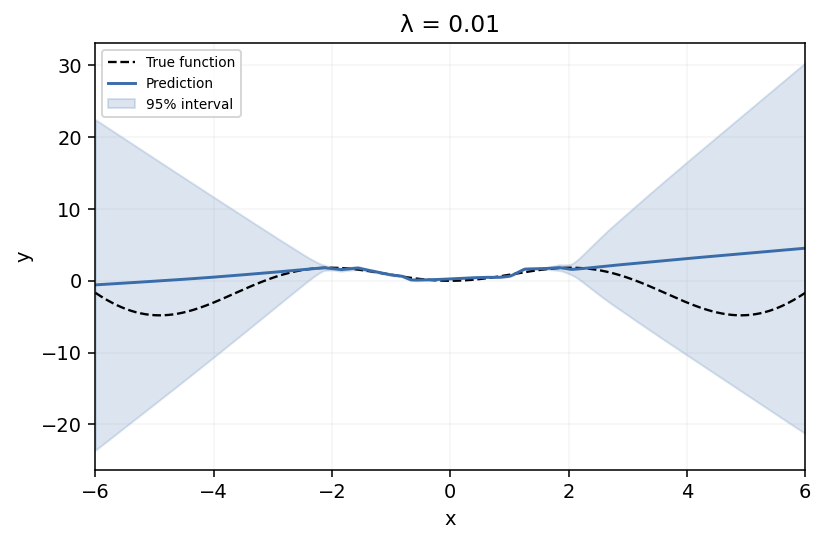 λ = 0.01
True function
Prediction
95% interval
30
20
10
0
−10
−20
y
−6
−4
−2
0
2
4
6
x